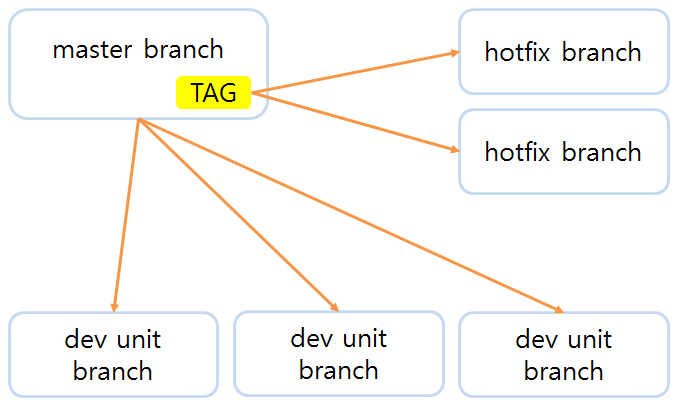 master branch
TAG
hotfix branch
hotfix branch
dev unit
branch
dev unit
branch
dev unit
branch